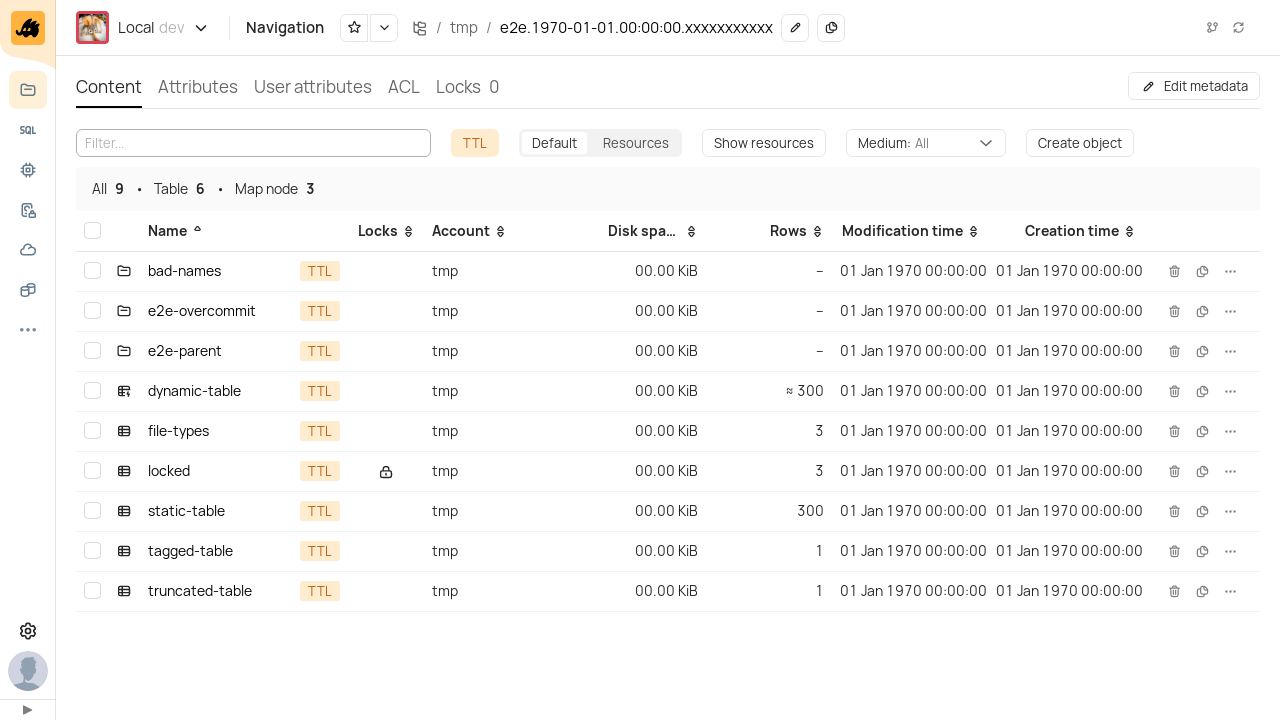 Local dev Navigation / tmp / e2e.1970-01-01.00:00:00.xxxxxxxxxxx
SQL
Content Attributes User attributes ACL Locks 0 Edit metadata
Filter... TTL Default Resources Show resources Medium: All Create object
All 9 • Table 6 • Map node 3
Name Locks Account Disk spa... Rows Modification time Creation time
bad-names TTL tmp 00.00 KiB – 01 Jan 1970 00:00:00 01 Jan 1970 00:00:00
e2e-overcommit TTL tmp 00.00 KiB – 01 Jan 1970 00:00:00 01 Jan 1970 00:00:00
e2e-parent TTL tmp 00.00 KiB – 01 Jan 1970 00:00:00 01 Jan 1970 00:00:00
dynamic-table TTL tmp 00.00 KiB ≈ 300 01 Jan 1970 00:00:00 01 Jan 1970 00:00:00
file-types TTL tmp 00.00 KiB 3 01 Jan 1970 00:00:00 01 Jan 1970 00:00:00
locked TTL tmp 00.00 KiB 3 01 Jan 1970 00:00:00 01 Jan 1970 00:00:00
static-table TTL tmp 00.00 KiB 300 01 Jan 1970 00:00:00 01 Jan 1970 00:00:00
tagged-table TTL tmp 00.00 KiB 1 01 Jan 1970 00:00:00 01 Jan 1970 00:00:00
truncated-table TTL tmp 00.00 KiB 1 01 Jan 1970 00:00:00 01 Jan 1970 00:00:00